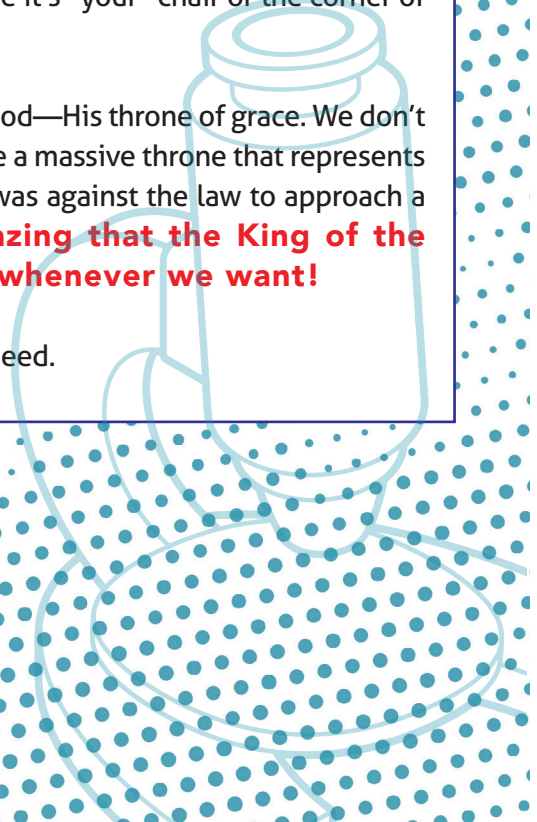 e it's "your" chair or the corner of
od—His throne of grace. We don't
e a massive throne that represents
was against the law to approach a
azing that the King of the
whenever we want!
eed.